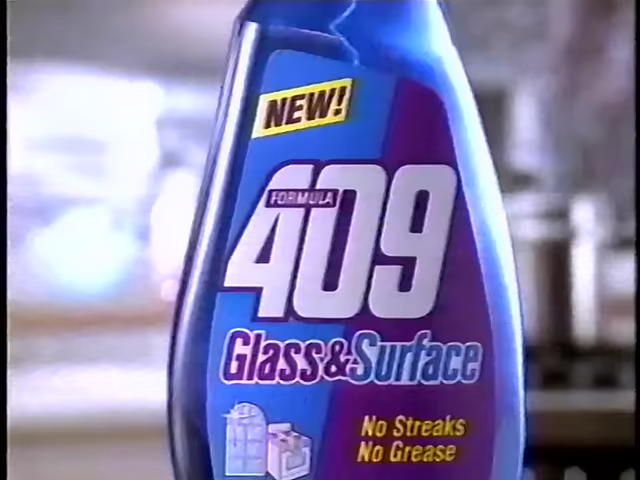 NEW!
FORMULA
409
Glass&Surface
No Streaks
No Grease